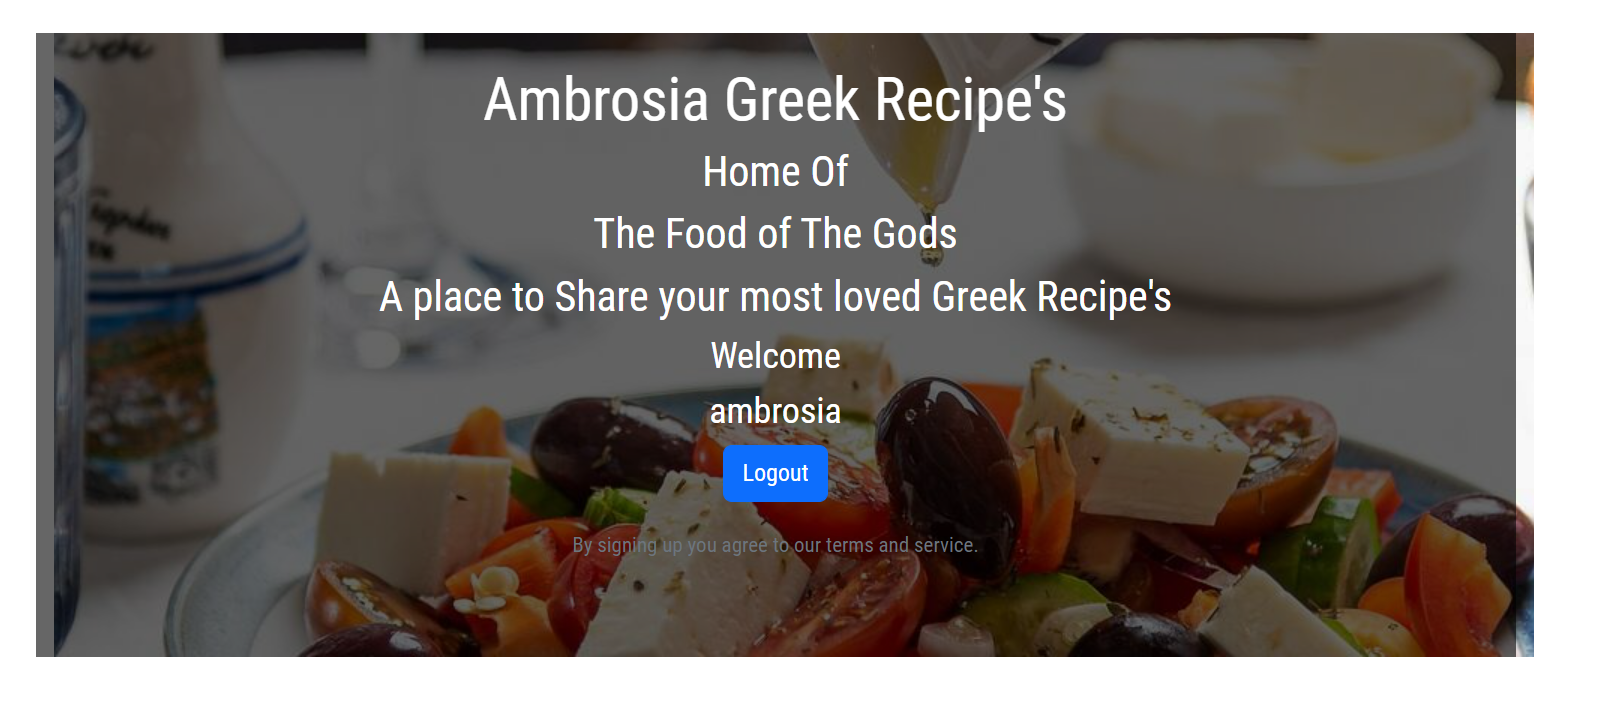 Ambrosia Greek Recipe's
Home Of
The Food of The Gods
A place to Share your most loved Greek Recipe's
Welcome
ambrosia
Logout
By signing up you agree to our terms and service.